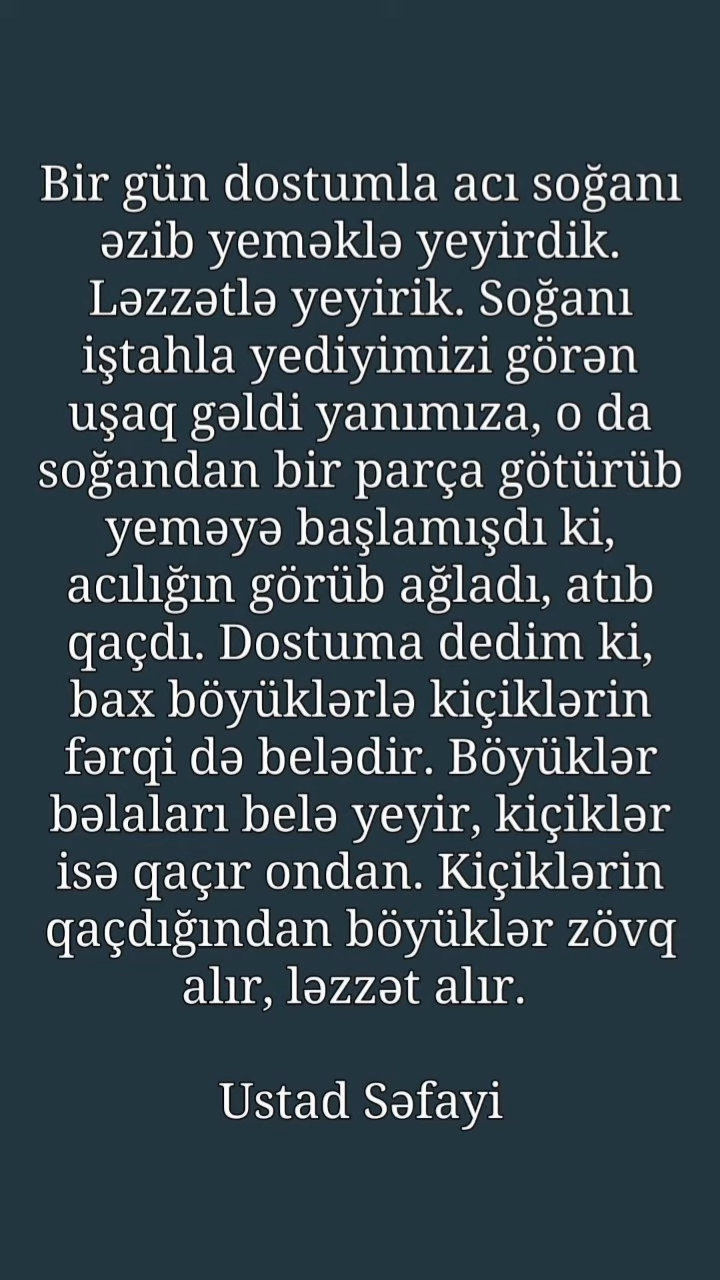 Bir gün dostumla acı soğanı
əzib yeməklə yeyirdik.
Ləzzətlə yeyirik. Soğanı
iştahla yediyimizi görən
uşaq gəldi yanımıza, o da
soğandan bir parça götürüb
yeməyə başlamışdı ki,
acılığın görüb ağladı, atıb
qaçdı. Dostuma dedim ki,
bax böyüklərlə kiçiklərin
fərqi də belədir. Böyüklər
bəlaları belə yeyir, kiçiklər
isə qaçır ondan. Kiçiklərin
qaçdığından böyüklər zövq
alır, ləzzət alır.
Ustad Səfayi